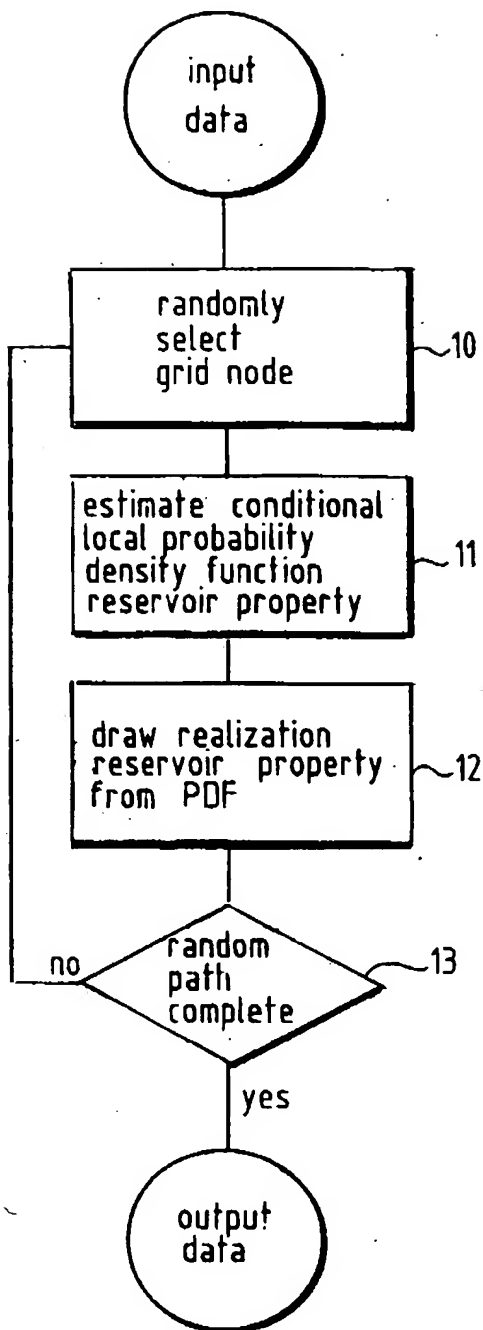 input
data
randomly
select
grid node
10
estimate conditional
local probability
density function
reservoir property
11
draw realization
reservoir property
from PDF
12
random
path
complete
13
no
yes
output
data